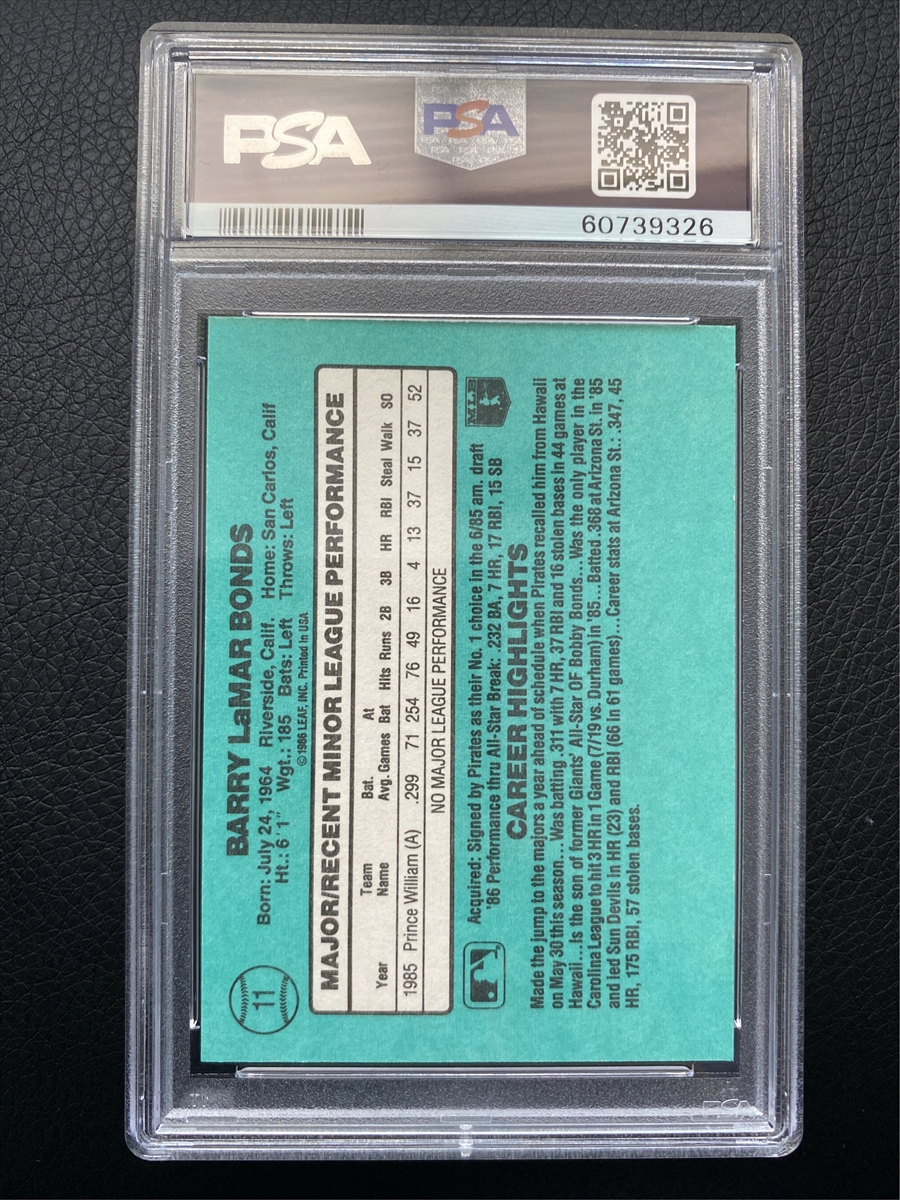 PSA
PSA
60739326
11
BARRY LaMAR BONDS
Born: July 24, 1964 Riverside, Calif. Home: San Carlos, Calif
Ht.: 6'1" Wgt.: 185 Bats: Left Throws: Left
©1986 LEAF, INC. Printed in USA
MAJOR/RECENT MINOR LEAGUE PERFORMANCE
Team Bat. At
Year Name Avg. Games Bat Hits Runs 2B 3B HR RBI Steal Walk SO
1985 Prince William (A) .299 71 254 76 49 16 4 13 37 15 37 52
NO MAJOR LEAGUE PERFORMANCE
Acquired: Signed by Pirates as their No. 1 choice in the 6/85 am. draft
'86 Performance thru All-Star Break: .232 BA, 7 HR, 17 RBI, 15 SB
MLB
CAREER HIGHLIGHTS
Made the jump to the majors a year ahead of schedule when Pirates recalled him from Hawaii
on May 30 this season... Was batting .311 with 7 HR, 37 RBI and 16 stolen bases in 44 games at
Hawaii...Is the son of former Giants' All-Star OF Bobby Bonds... Was the only player in the
Carolina League to hit 3 HR in 1 Game (7/19 vs. Durham) in '85...Batted .368 at Arizona St. in '85
and led Sun Devils in HR (23) and RBI (66 in 61 games)...Career stats at Arizona St.: .347, 45
HR, 175 RBI, 57 stolen bases.
PSA